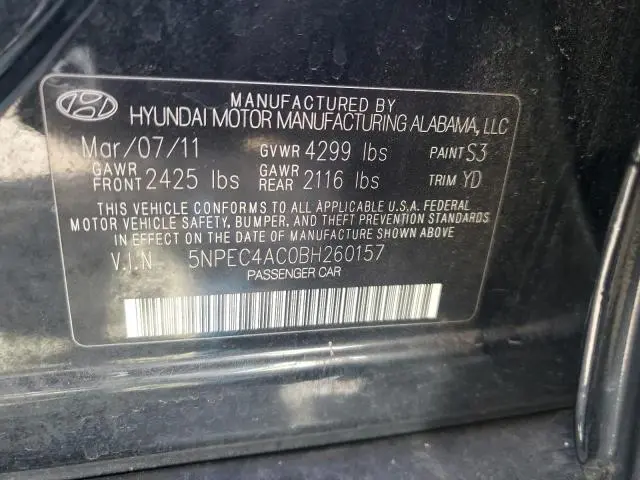 MANUFACTURED BY
HYUNDAI MOTOR MANUFACTURING ALABAMA, LLC
Mar/07/11 GVWR 4299 lbs PAINT S3
GAWR FRONT 2425 lbs GAWR REAR 2116 lbs TRIM YD
THIS VEHICLE CONFORMS TO ALL APPLICABLE U.S.A. FEDERAL
MOTOR VEHICLE SAFETY, BUMPER, AND THEFT PREVENTION STANDARDS
IN EFFECT ON THE DATE OF MANUFACTURE SHOWN ABOVE
V.I.N 5NPEC4AC0BH260157
PASSENGER CAR